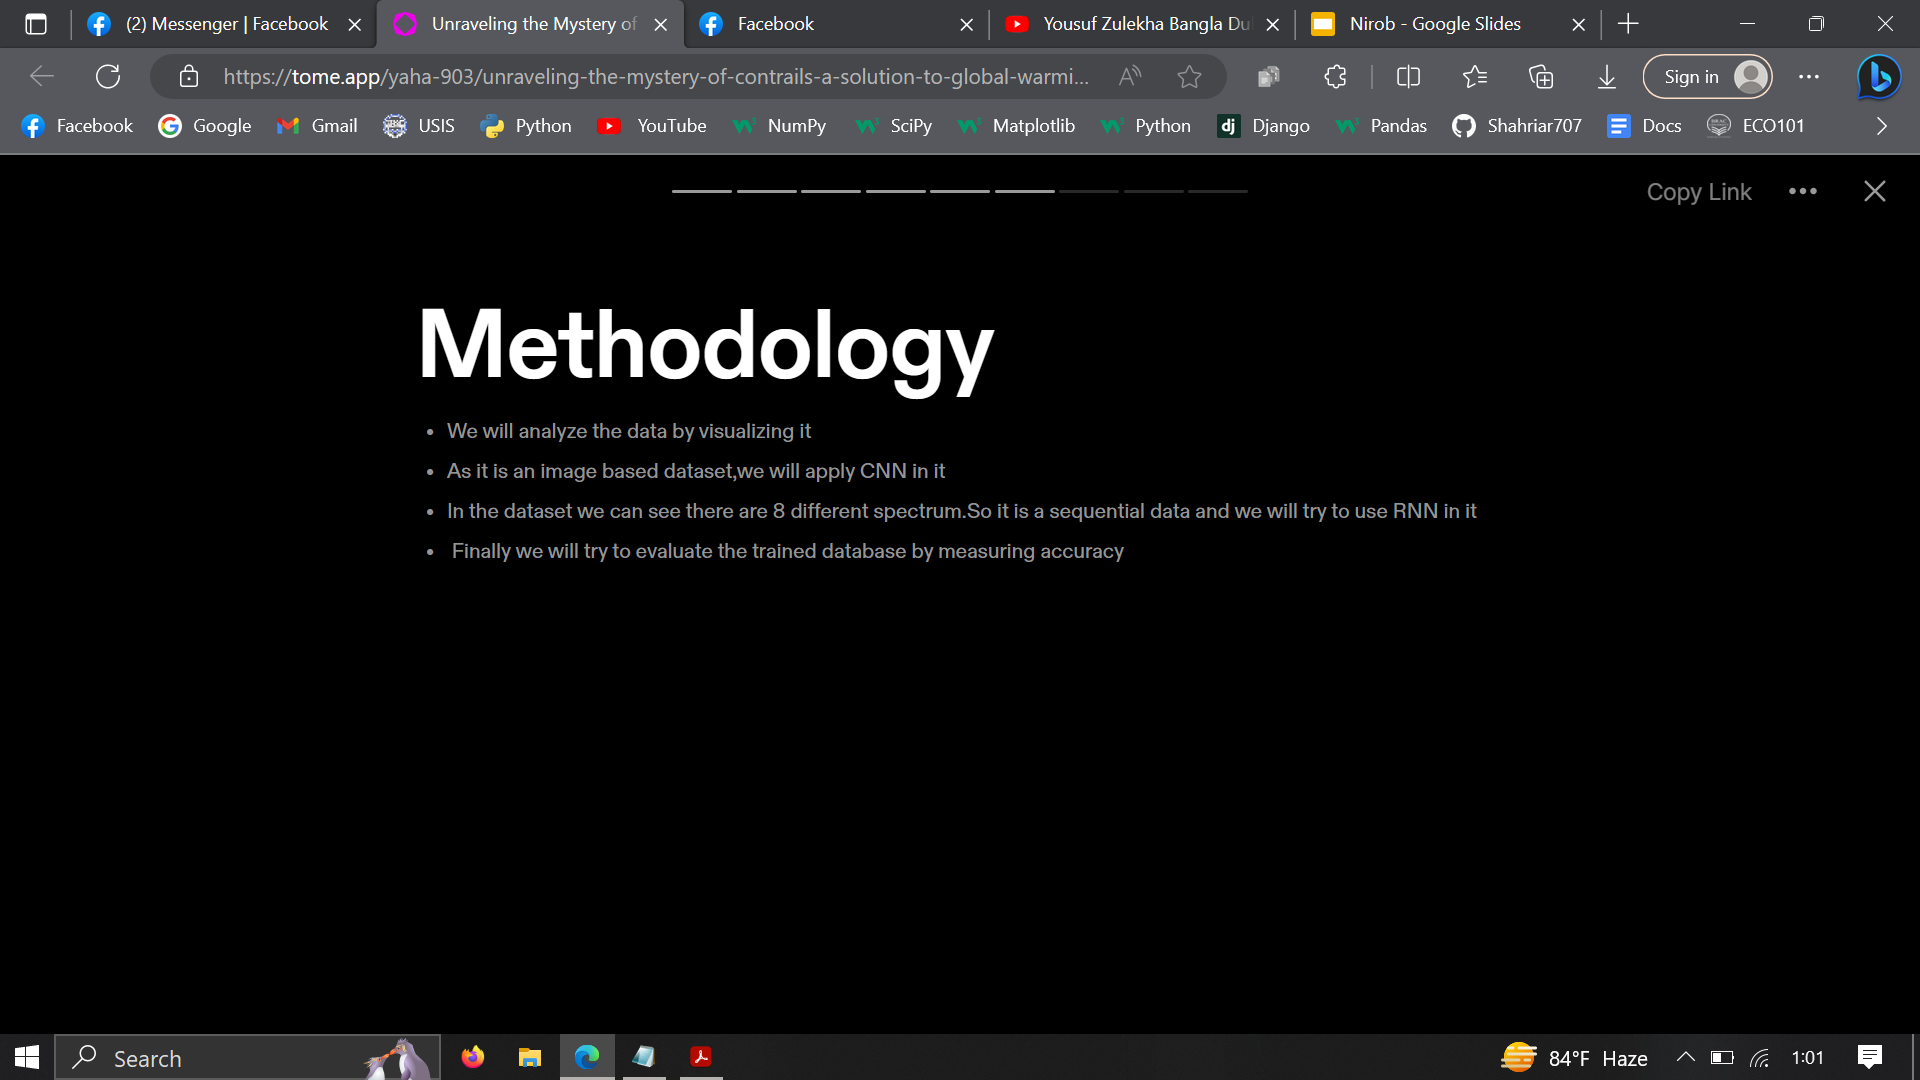 (2) Messenger | Facebook
Unraveling the Mystery of
Facebook
Yousuf Zulekha Bangla Du
Nirob - Google Slides
https://tome.app/yaha-903/unraveling-the-mystery-of-contrails-a-solution-to-global-warmi...
Sign in
Facebook
Google
Gmail
USIS
Python
YouTube
NumPy
SciPy
Matplotlib
Python
dj Django
Pandas
Shahriar707
Docs
ECO101
Copy Link
Methodology
• We will analyze the data by visualizing it
• As it is an image based dataset,we will apply CNN in it
• In the dataset we can see there are 8 different spectrum.So it is a sequential data and we will try to use RNN in it
• Finally we will try to evaluate the trained database by measuring accuracy
Search
84°F Haze
1:01